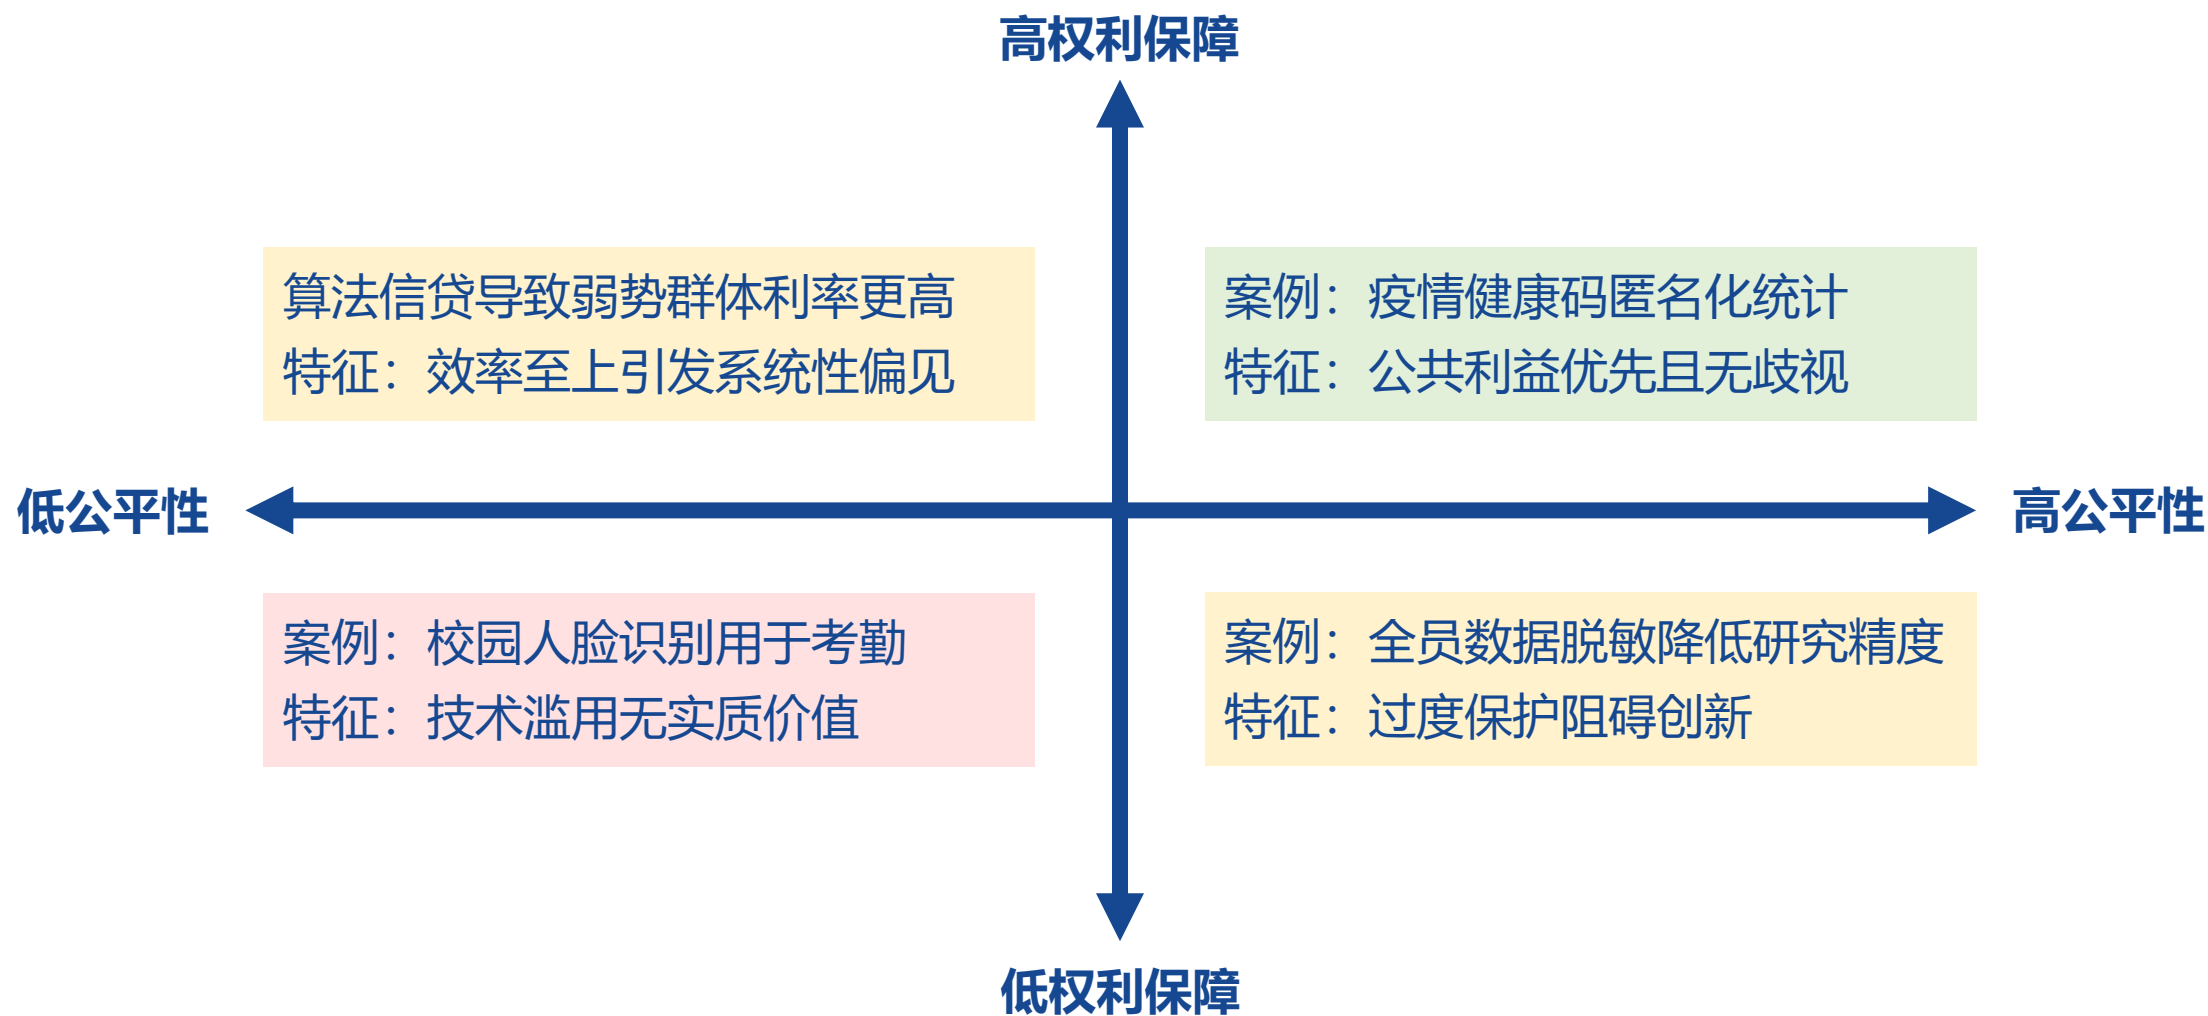 高权利保障
算法信贷导致弱势群体利率更高
特征：效率至上引发系统性偏见
案例：疫情健康码匿名化统计
特征：公共利益优先且无歧视
低公平性
高公平性
案例：校园人脸识别用于考勤
特征：技术滥用无实质价值
案例：全员数据脱敏降低研究精度
特征：过度保护阻碍创新
低权利保障